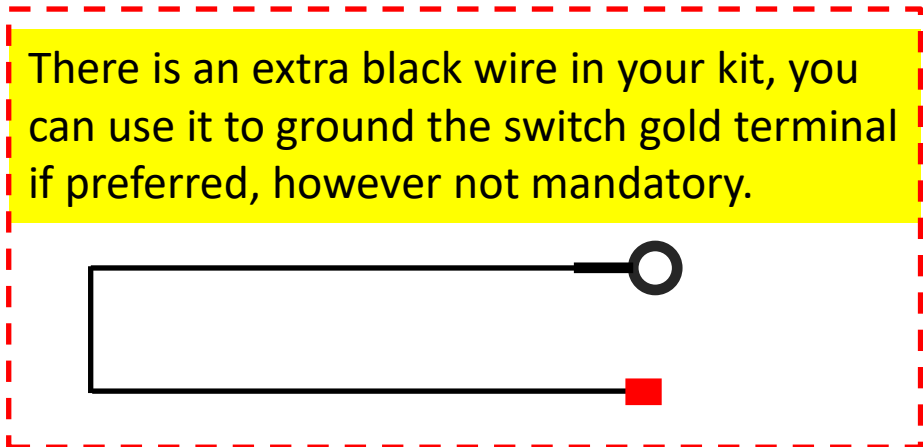 There is an extra black wire in your kit, you
can use it to ground the switch gold terminal
if preferred, however not mandatory.